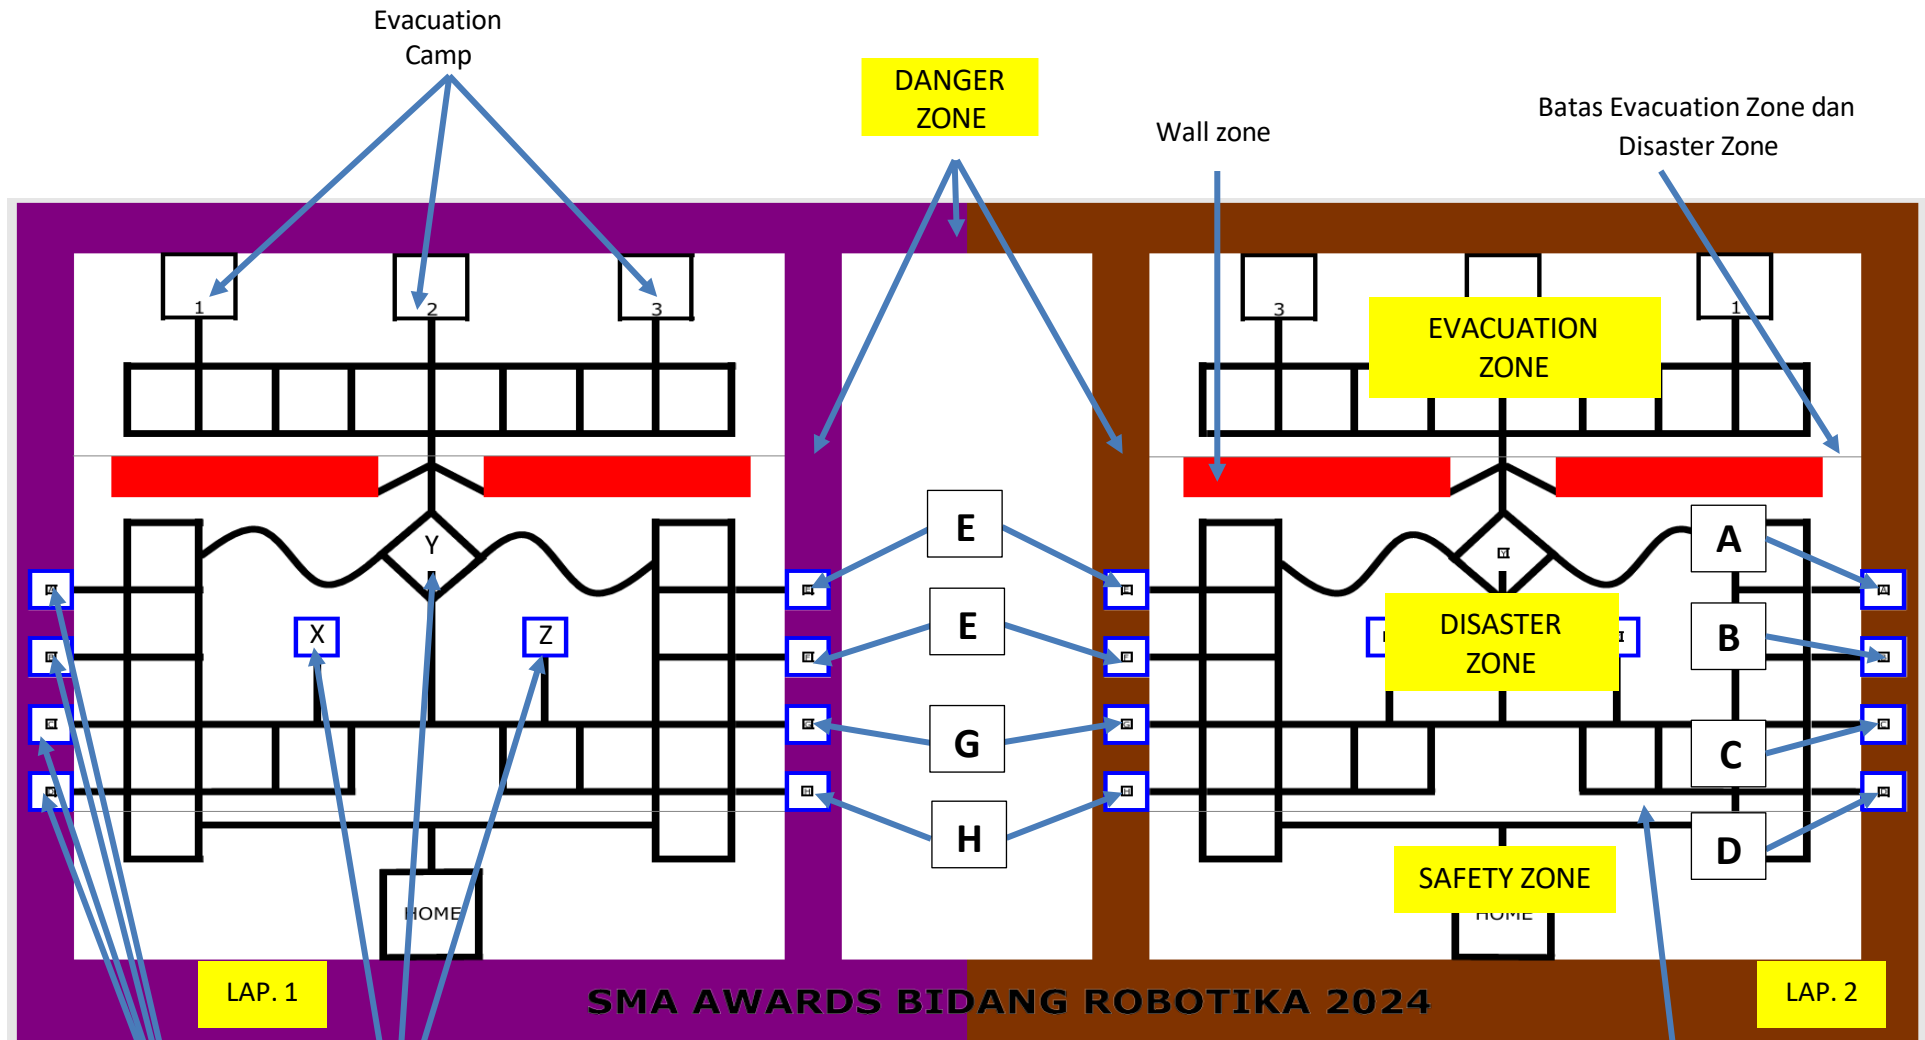 Evacuation
Camp
DANGER
ZONE
Wall zone
Batas Evacuation Zone dan
Disaster Zone
1
2
3
3
1
EVACUATION
ZONE
E
A
Y
X
Z
E
DISASTER
ZONE
B
G
C
H
D
SAFETY ZONE
HOME
HOME
LAP. 1
SMA AWARDS BIDANG ROBOTIKA 2024
LAP. 2